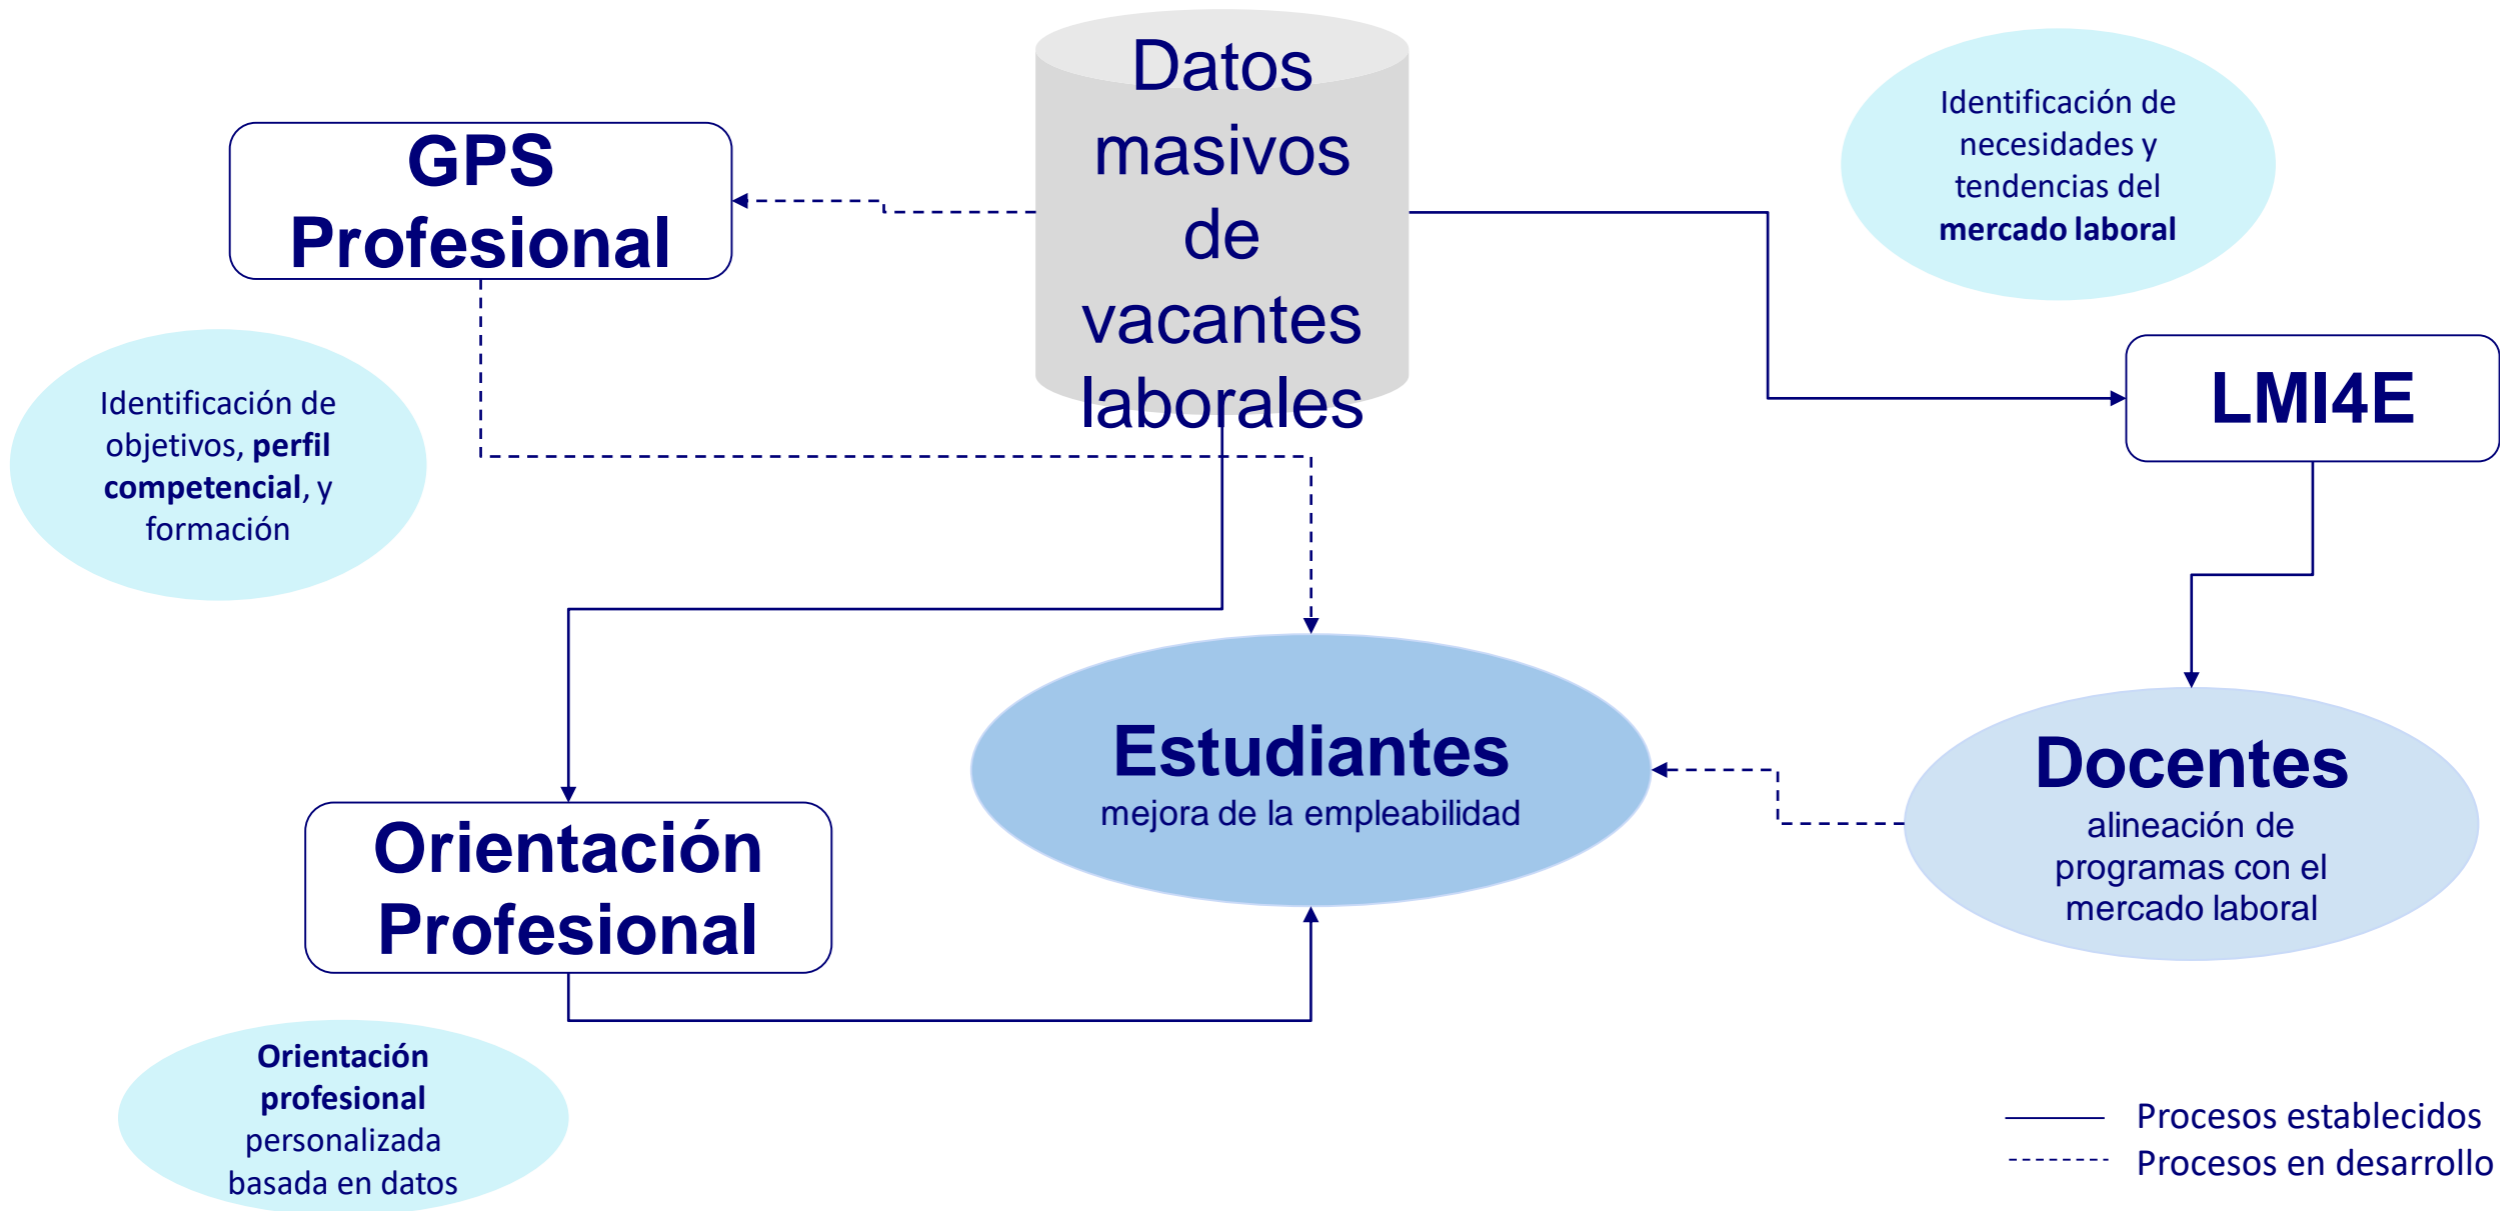 Datos
masivos
de
vacantes
laborales
GPS
Profesional
Identificación de
necesidades y
tendencias del
mercado laboral
LMI4E
Identificación de
objetivos, perfil
competencial, y
formación
Estudiantes
mejora de la empleabilidad
Docentes
alineación de
programas con el
mercado laboral
Orientación
Profesional
Orientación
profesional
personalizada
basada en datos
Procesos establecidos
Procesos en desarrollo